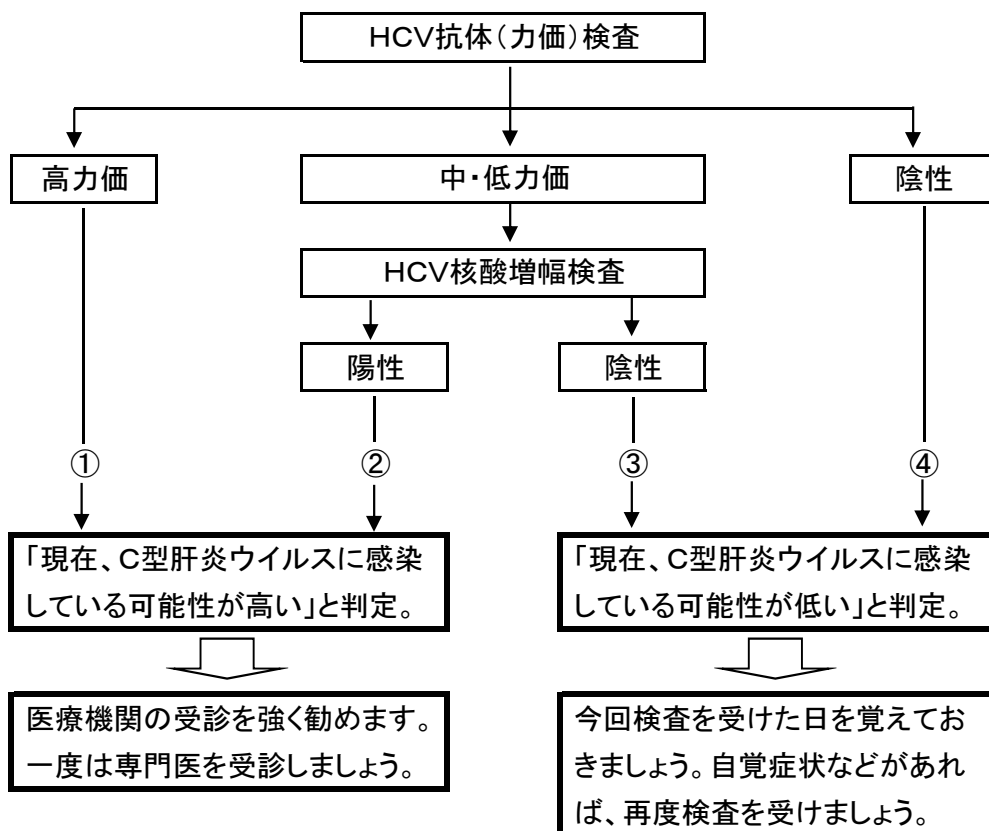 HCV抗体(力価)検査
高力価
中・低力価
陰性
HCV核酸増幅検査
陽性
陰性
①
②
③
④
「現在、C型肝炎ウイルスに感染
している可能性が高い」と判定。
「現在、C型肝炎ウイルスに感染
している可能性が低い」と判定。
医療機関の受診を強く勧めます。
一度は専門医を受診しましょう。
今回検査を受けた日を覚えてお
きましょう。自覚症状などがあれ
ば、再度検査を受けましょう。